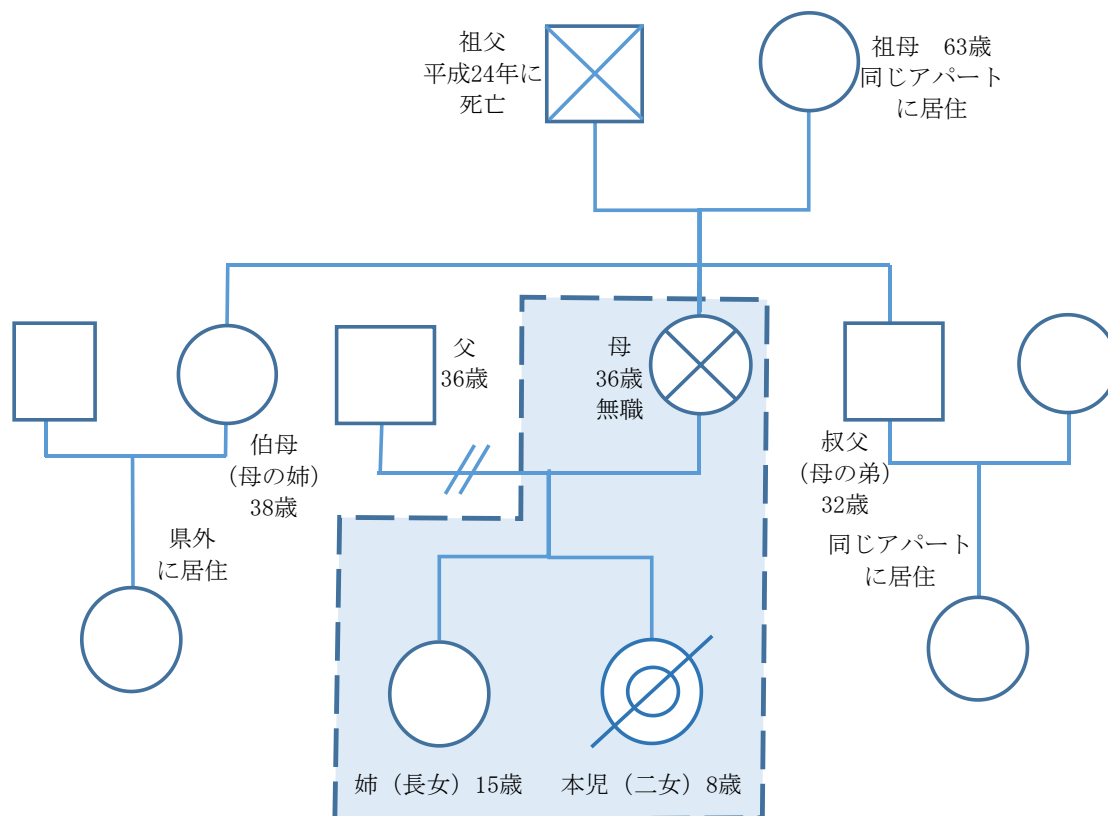 祖父
平成24年に
死亡
祖母　63歳
同じアパート
に居住
父
36歳
母
36歳
無職
伯母
(母の姉)
38歳
叔父
(母の弟)
32歳
県外
に居住
同じアパート
に居住
姉（長女）15歳
本児（二女）8歳